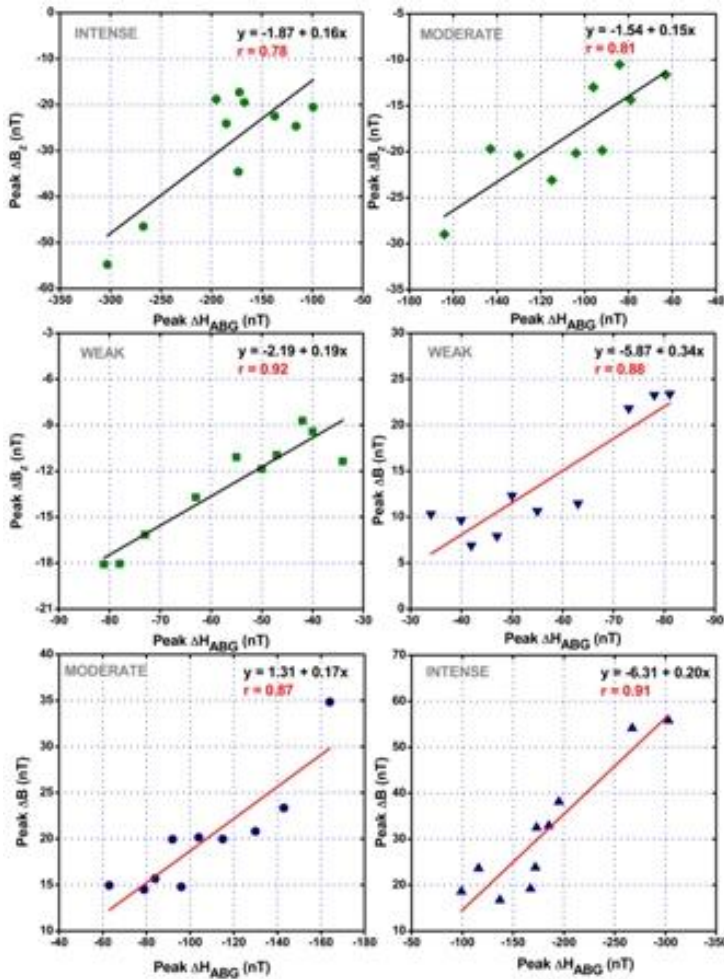 INTENSE
y = -1.87 + 0.16x
r = 0.78
0
-10
-20
-30
-40
-50
-60
Peak ΔBz (nT)
-350 -300 -250 -200 -150 -100 -50
Peak ΔHABG (nT)
MODERATE
y = -1.54 + 0.15x
r = 0.81
-5
-10
-15
-20
-25
-30
-35
Peak ΔBz (nT)
-160 -140 -120 -100 -80 -60 -40
Peak ΔHABG (nT)
WEAK
y = -2.19 + 0.19x
r = 0.92
-3
-6
-9
-12
-15
-18
-21
Peak ΔBz (nT)
-90 -80 -70 -60 -50 -40 -30
Peak ΔHABG (nT)
WEAK
y = -5.87 + 0.34x
r = 0.88
30
25
20
15
10
5
0
Peak ΔB (nT)
-30 -40 -50 -60 -70 -80 -90
Peak ΔHABG (nT)
MODERATE
y = 1.31 + 0.17x
r = 0.87
40
35
30
25
20
15
10
Peak ΔB (nT)
-40 -60 -80 -100 -120 -140 -160 -180
Peak ΔHABG (nT)
INTENSE
y = -6.31 + 0.20x
r = 0.91
70
60
50
40
30
20
10
Peak ΔB (nT)
-50 -100 -150 -200 -250 -300 -350
Peak ΔHABG (nT)